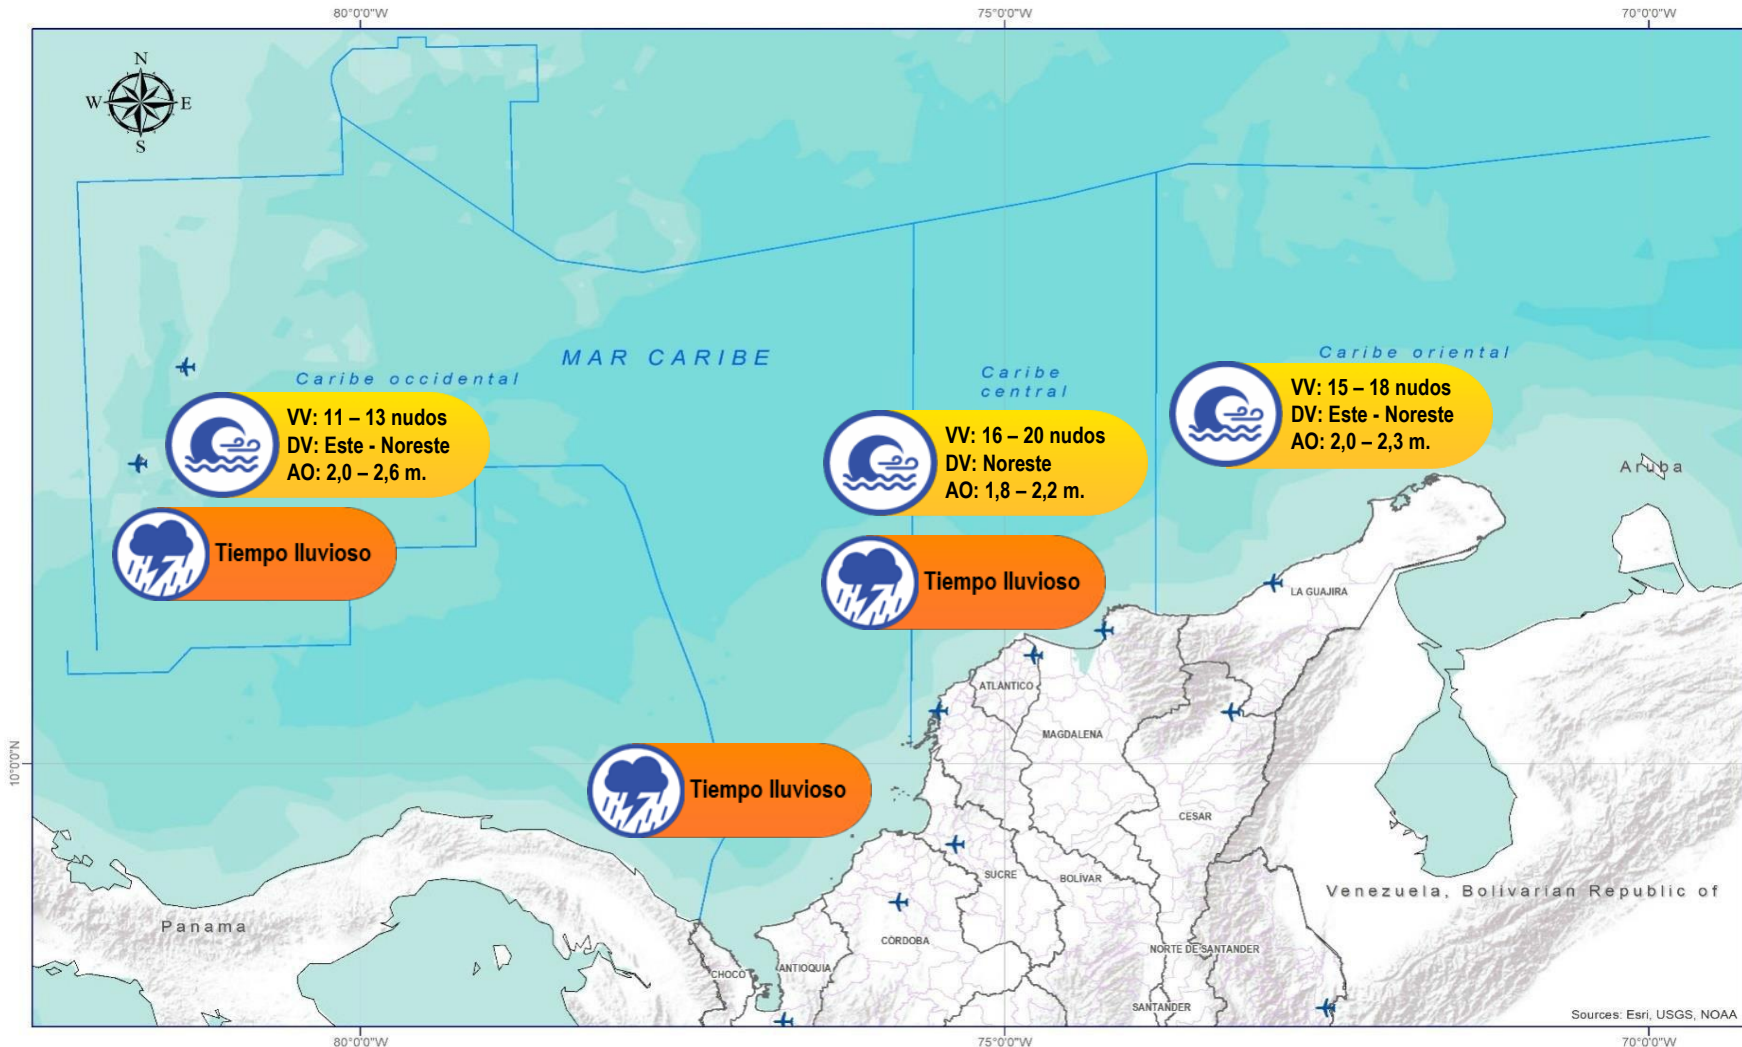 80°0'0"W
75°0'0"W
70°0'0"W
N
W
E
S
MAR CARIBE
Caribe occidental
Caribe
central
Caribe oriental
VV: 11 – 13 nudos
DV: Este - Noreste
AO: 2,0 – 2,6 m.
VV: 16 – 20 nudos
DV: Noreste
AO: 1,8 – 2,2 m.
VV: 15 – 18 nudos
DV: Este - Noreste
AO: 2,0 – 2,3 m.
Aruba
Tiempo lluvioso
Tiempo lluvioso
LA GUAJIRA
ATLANTICO
MAGDALENA
10°0'0"N
Tiempo lluvioso
CESAR
SUCRE
BOLÍVAR
Venezuela, Bolivarian Republic of
Panama
CÓRDOBA
NORTE DE SANTANDER
CHOCO
ANTIOQUIA
SANTANDER
Sources: Esri, USGS, NOAA
80°0'0"W
75°0'0"W
70°0'0"W